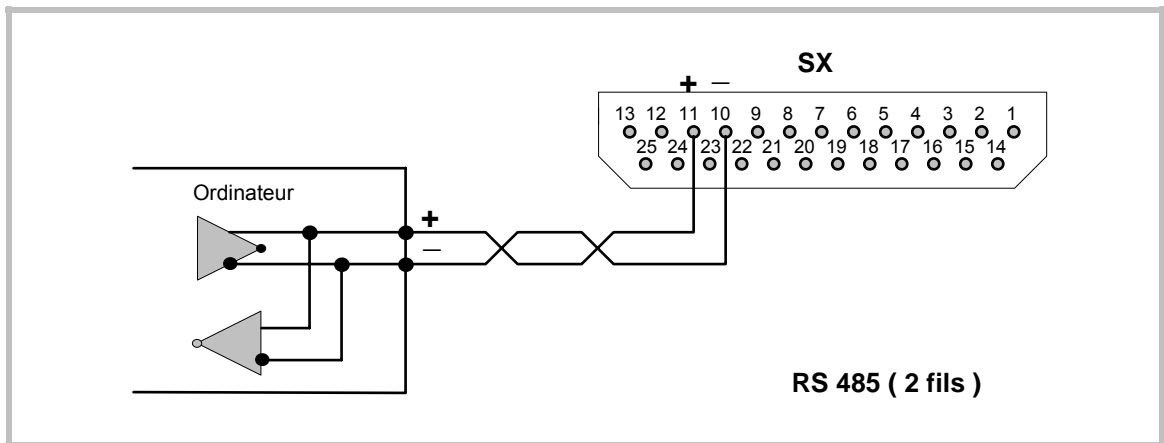 SX
+ –
13 12 11 10 9 8 7 6 5 4 3 2 1
25 24 23 22 21 20 19 18 17 16 15 14
Ordinateur
+
–
RS 485 ( 2 fils )